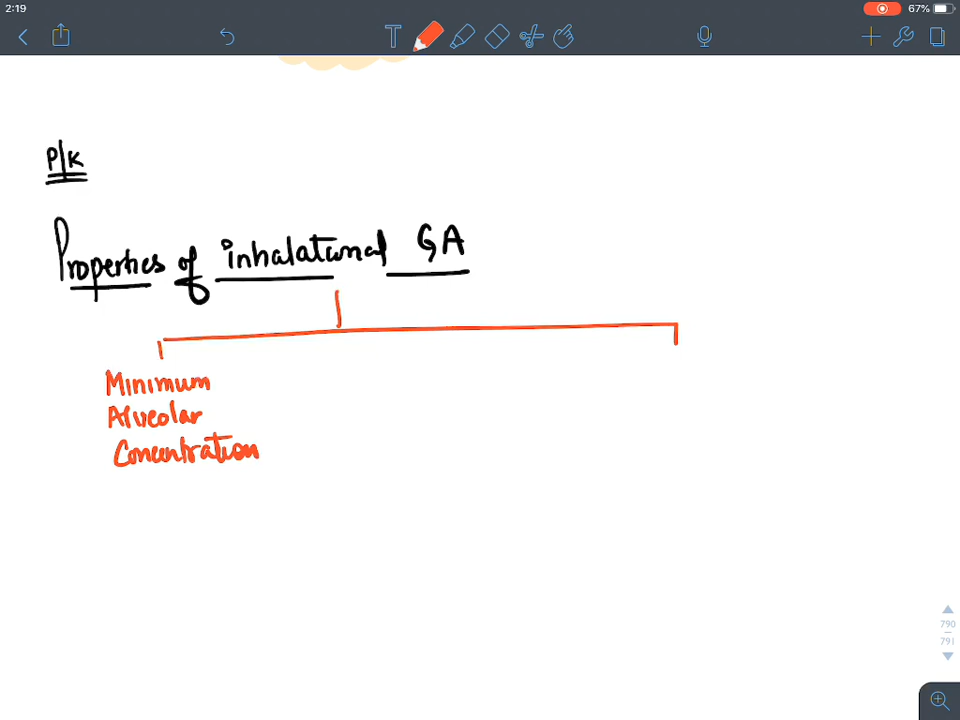 2:19
67%
T
P/K
Properties of inhalational GA
Minimum
Alveolar
Concentration
790
791